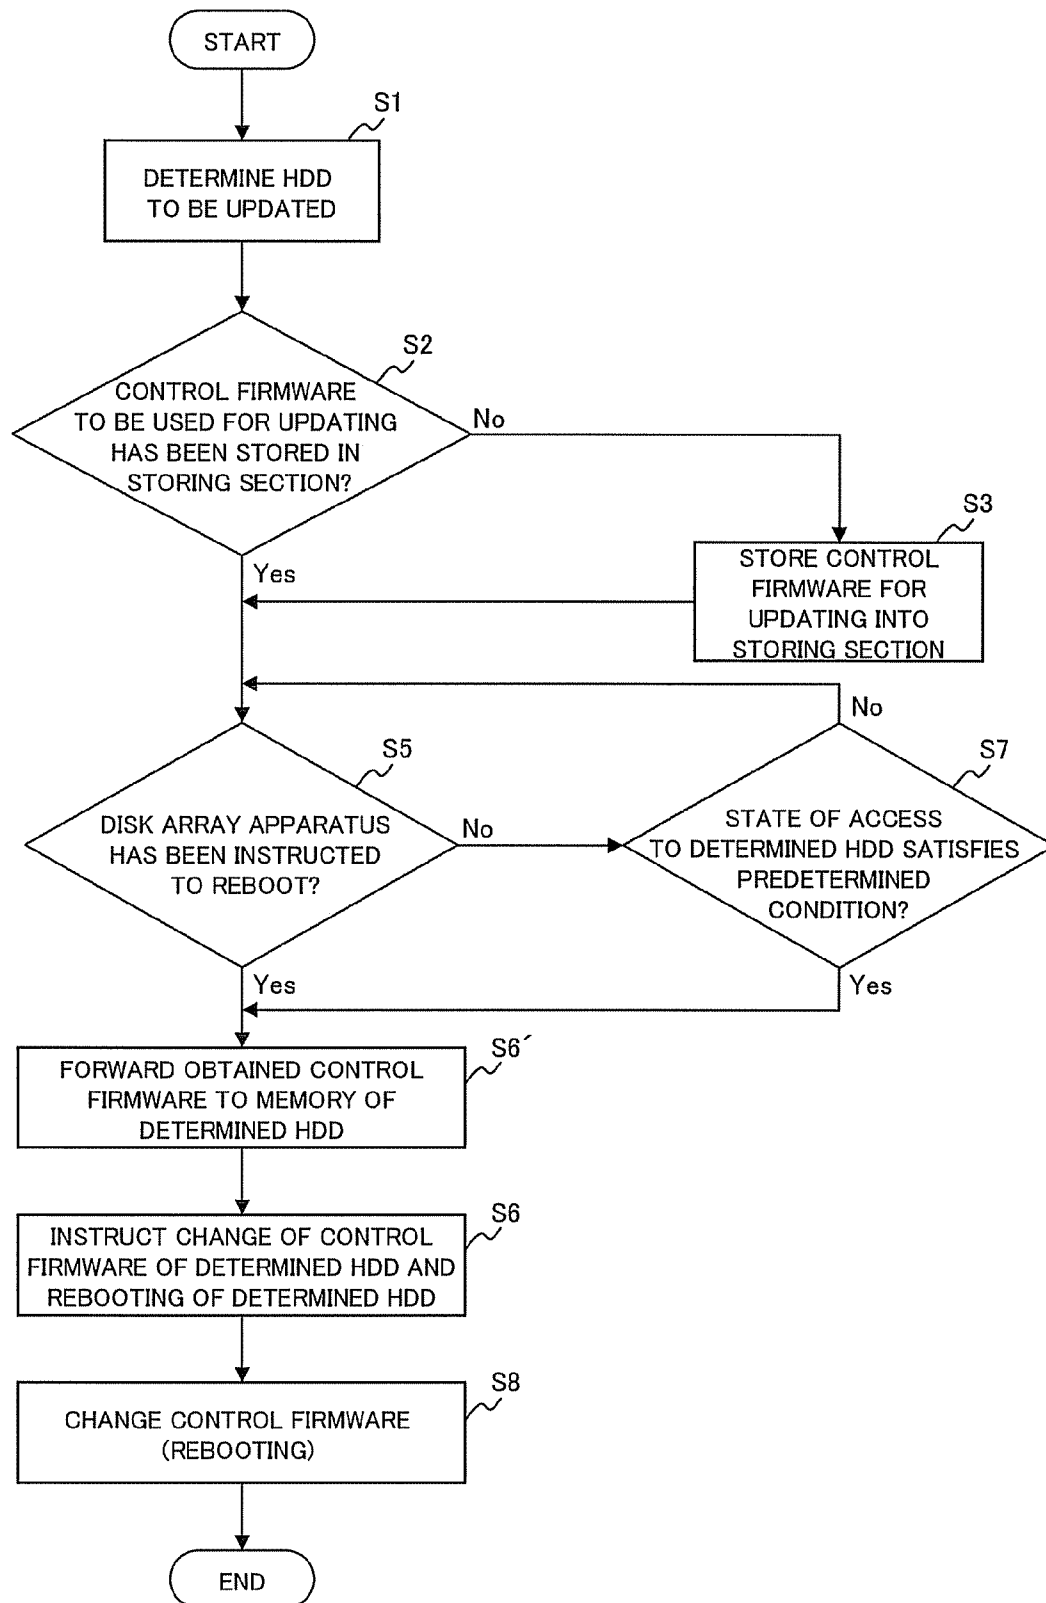 START
S1
DETERMINE HDD
TO BE UPDATED
S2
CONTROL FIRMWARE
TO BE USED FOR UPDATING
HAS BEEN STORED IN
STORING SECTION?
No
Yes
S3
STORE CONTROL
FIRMWARE FOR
UPDATING INTO
STORING SECTION
S5
DISK ARRAY APPARATUS
HAS BEEN INSTRUCTED
TO REBOOT?
No
Yes
No
S7
STATE OF ACCESS
TO DETERMINED HDD SATISFIES
PREDETERMINED
CONDITION?
Yes
S6´
FORWARD OBTAINED CONTROL
FIRMWARE TO MEMORY OF
DETERMINED HDD
S6
INSTRUCT CHANGE OF CONTROL
FIRMWARE OF DETERMINED HDD AND
REBOOTING OF DETERMINED HDD
S8
CHANGE CONTROL FIRMWARE
(REBOOTING)
END